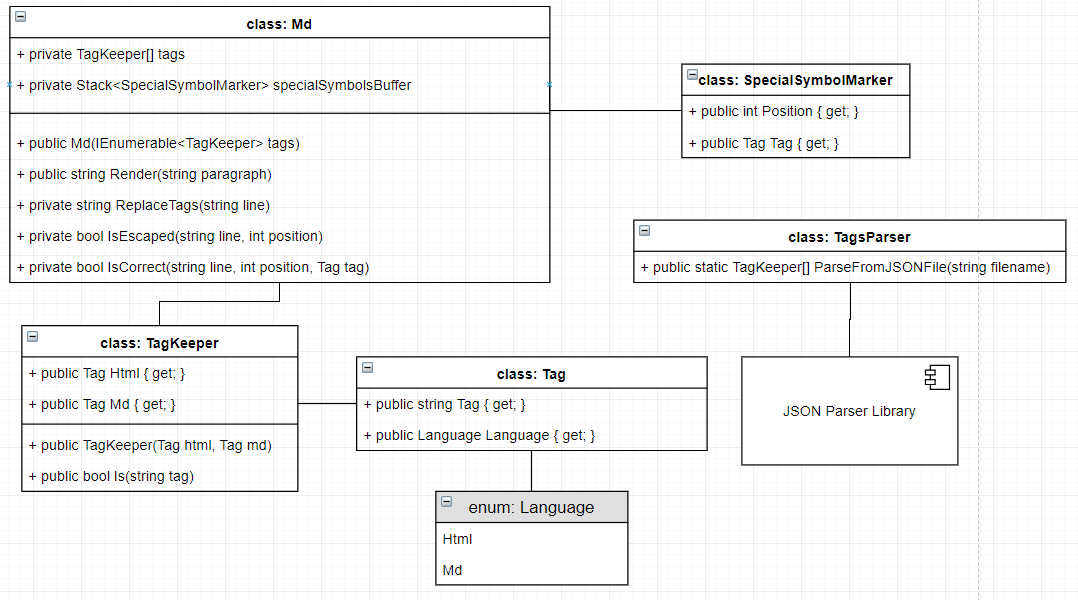 class: Md
+ private TagKeeper[] tags
+ private Stack<SpecialSymbolMarker> specialSymbolsBuffer
+ public Md(IEnumerable<TagKeeper> tags)
+ public string Render(string paragraph)
+ private string ReplaceTags(string line)
+ private bool IsEscaped(string line, int position)
+ private bool IsCorrect(string line, int position, Tag tag)
class: SpecialSymbolMarker
+ public int Position { get; }
+ public Tag Tag { get; }
class: TagsParser
+ public static TagKeeper[] ParseFromJSONFile(string filename)
class: TagKeeper
+ public Tag Html { get; }
+ public Tag Md { get; }
+ public TagKeeper(Tag html, Tag md)
+ public bool Is(string tag)
class: Tag
+ public string Tag { get; }
+ public Language Language { get; }
JSON Parser Library
enum: Language
Html
Md